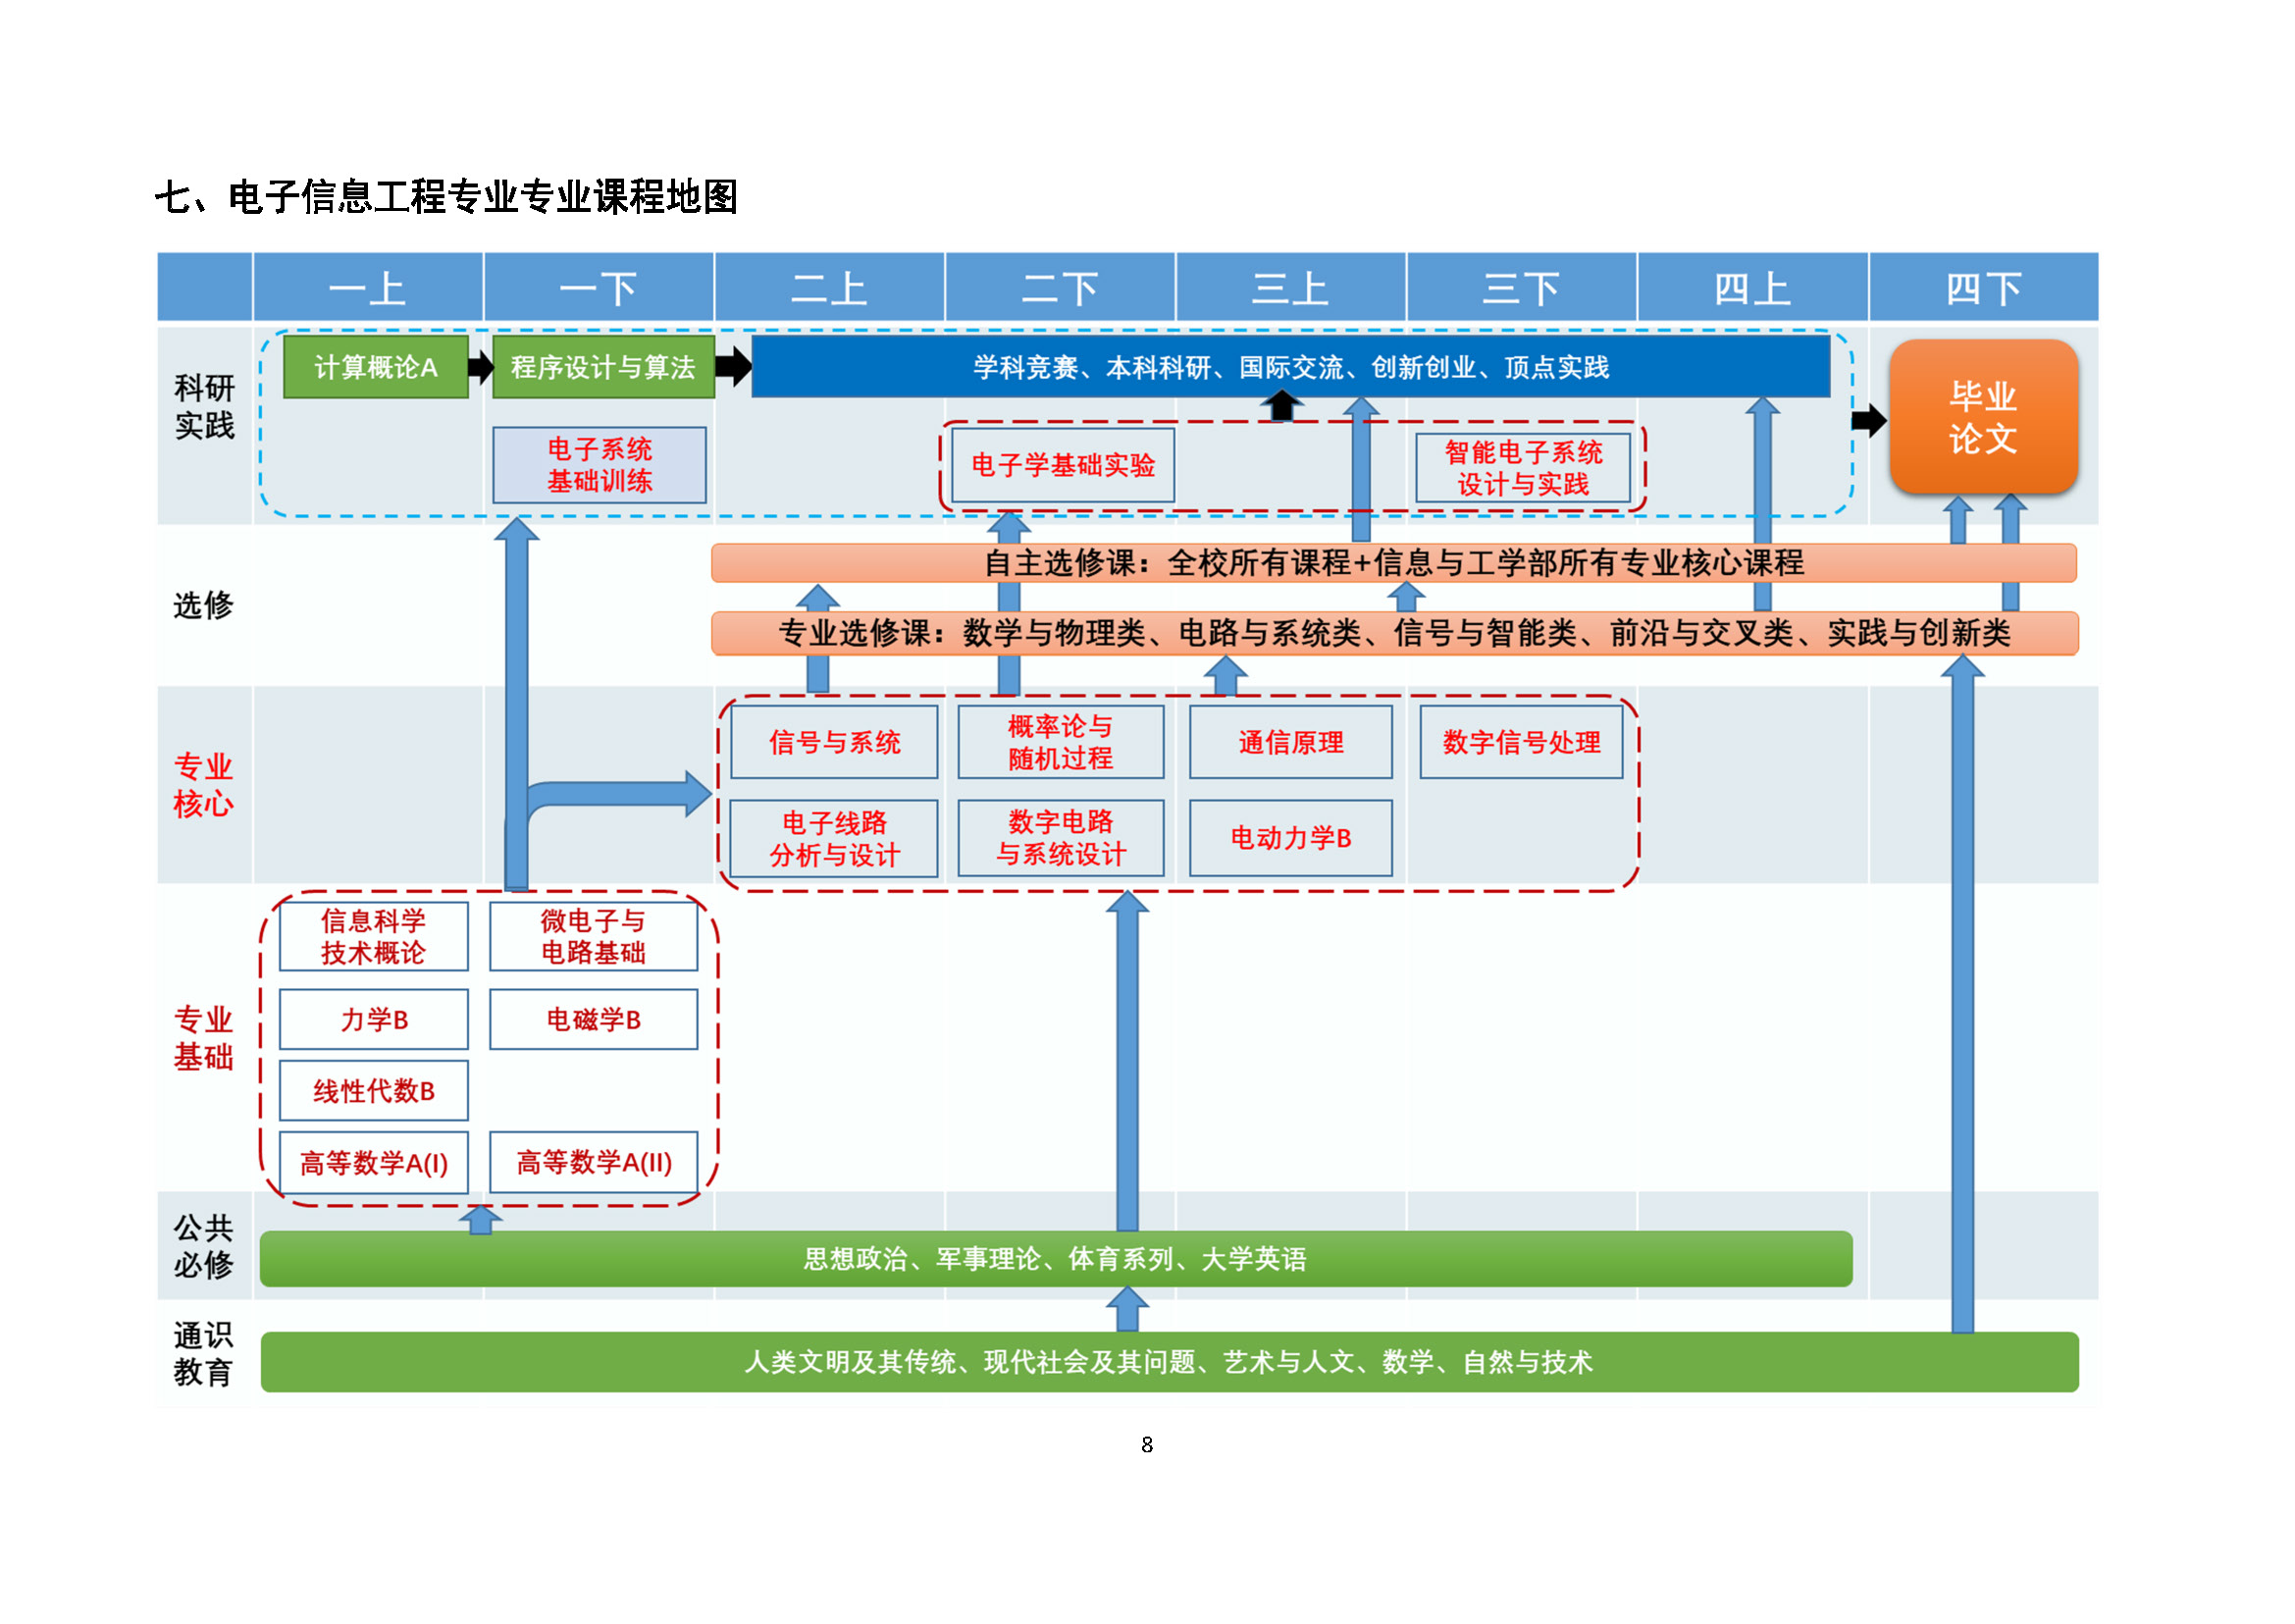 七、电子信息工程专业专业课程地图
一上 一下 二上 二下 三上 三下 四上 四下
科研
实践
计算概论A
程序设计与算法
学科竞赛、本科科研、国际交流、创新创业、顶点实践
毕业
论文
电子系统
基础训练
电子学基础实验
智能电子系统
设计与实践
选修
自主选修课：全校所有课程+信息与工学部所有专业核心课程
专业选修课：数学与物理类、电路与系统类、信号与智能类、前沿与交叉类、实践与创新类
专业
核心
信号与系统
概率论与
随机过程
通信原理
数字信号处理
电子线路
分析与设计
数字电路
与系统设计
电动力学B
专业
基础
信息科学
技术概论
微电子与
电路基础
力学B
电磁学B
线性代数B
高等数学A(I)
高等数学A(II)
公共
必修
思想政治、军事理论、体育系列、大学英语
通识
教育
人类文明及其传统、现代社会及其问题、艺术与人文、数学、自然与技术
8